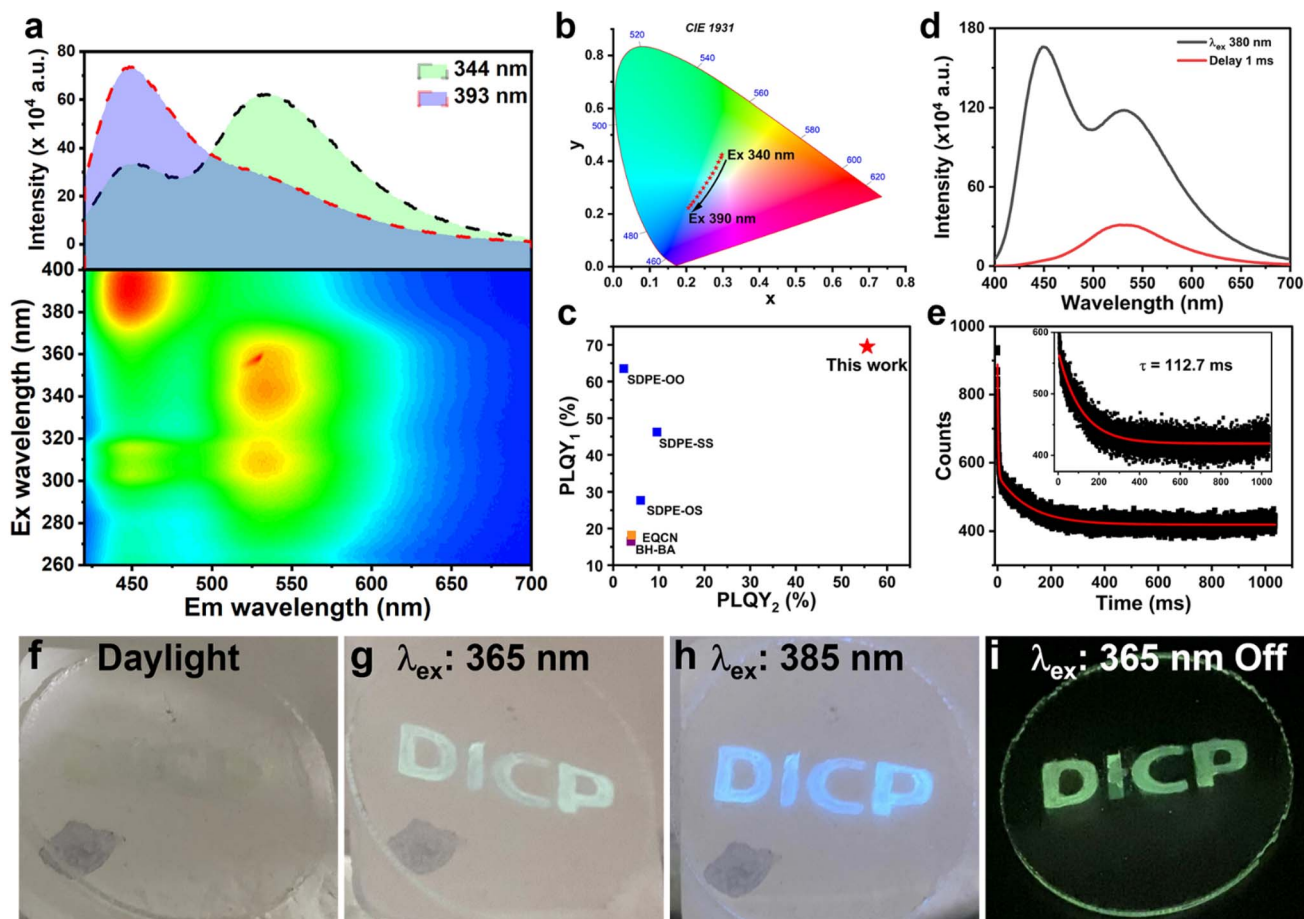 a
Intensity (x 10⁴ a.u.)
80
60
40
20
0
344 nm
393 nm
Ex wavelength (nm)
400
380
360
340
320
300
280
260
450
500
550
600
650
700
Em wavelength (nm)
b
CIE 1931
y
0.8
0.6
0.4
0.2
0.0
520
540
560
580
600
620
500
480
460
Ex 340 nm
Ex 390 nm
0.0 0.1 0.2 0.3 0.4 0.5 0.6 0.7 0.8
x
c
PLQY₁ (%)
70
60
50
40
30
20
10
This work
SDPE-OO
SDPE-SS
SDPE-OS
EQCN
BH-BA
0 10 20 30 40 50 60
PLQY₂ (%)
d
Intensity (×10⁴ a.u.)
180
120
60
0
λex 380 nm
Delay 1 ms
400 450 500 550 600 650 700
Wavelength (nm)
e
Counts
1000
800
600
400
600
500
400
τ = 112.7 ms
0 200 400 600 800 1000
0 200 400 600 800 1000
Time (ms)
f Daylight
g λex: 365 nm
DICP
h λex: 385 nm
DICP
i λex: 365 nm Off
DICP